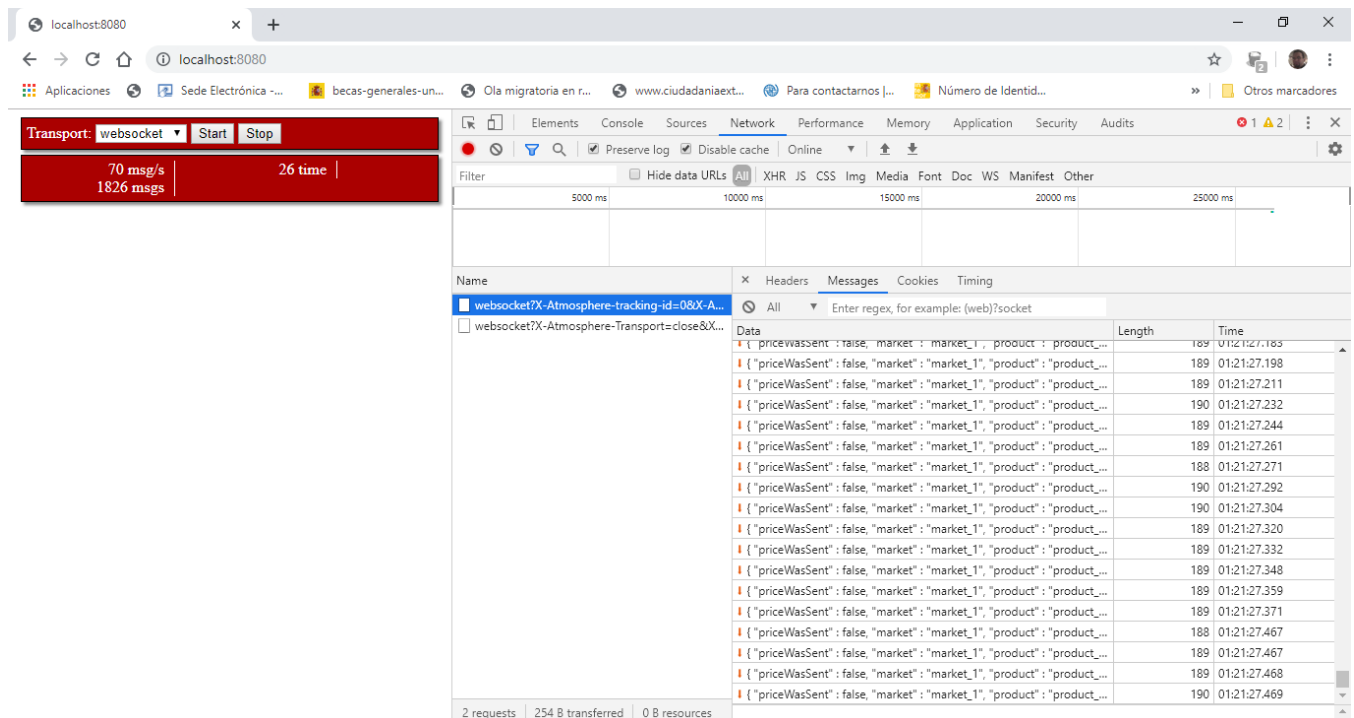 localhost:8080
localhost:8080
Aplicaciones Sede Electrónica -... becas-generales-un... Ola migratoria en r... www.ciudadaniaext... Para contactarnos |... Número de Identid... » Otros marcadores
Transport: websocket Start Stop
70 msg/s 26 time
1826 msgs
Elements Console Sources Network Performance Memory Application Security Audits 1 2
Preserve log Disable cache Online
Filter Hide data URLs All XHR JS CSS Img Media Font Doc WS Manifest Other
5000 ms 10000 ms 15000 ms 20000 ms 25000 ms
Name
websocket?X-Atmosphere-tracking-id=0&X-A...
websocket?X-Atmosphere-Transport=close&X...
Headers Messages Cookies Timing
All Enter regex, for example: (web)?socket
Data Length Time
{ "priceWasSent" : false, "market" : "market_1", "product" : "product_... 189 01:21:27.183
{ "priceWasSent" : false, "market" : "market_1", "product" : "product_... 189 01:21:27.198
{ "priceWasSent" : false, "market" : "market_1", "product" : "product_... 189 01:21:27.211
{ "priceWasSent" : false, "market" : "market_1", "product" : "product_... 190 01:21:27.232
{ "priceWasSent" : false, "market" : "market_1", "product" : "product_... 189 01:21:27.244
{ "priceWasSent" : false, "market" : "market_1", "product" : "product_... 189 01:21:27.261
{ "priceWasSent" : false, "market" : "market_1", "product" : "product_... 188 01:21:27.271
{ "priceWasSent" : false, "market" : "market_1", "product" : "product_... 190 01:21:27.292
{ "priceWasSent" : false, "market" : "market_1", "product" : "product_... 190 01:21:27.304
{ "priceWasSent" : false, "market" : "market_1", "product" : "product_... 189 01:21:27.320
{ "priceWasSent" : false, "market" : "market_1", "product" : "product_... 189 01:21:27.332
{ "priceWasSent" : false, "market" : "market_1", "product" : "product_... 189 01:21:27.348
{ "priceWasSent" : false, "market" : "market_1", "product" : "product_... 189 01:21:27.359
{ "priceWasSent" : false, "market" : "market_1", "product" : "product_... 189 01:21:27.371
{ "priceWasSent" : false, "market" : "market_1", "product" : "product_... 188 01:21:27.467
{ "priceWasSent" : false, "market" : "market_1", "product" : "product_... 189 01:21:27.467
{ "priceWasSent" : false, "market" : "market_1", "product" : "product_... 189 01:21:27.468
{ "priceWasSent" : false, "market" : "market_1", "product" : "product_... 190 01:21:27.469
2 requests 254 B transferred 0 B resources